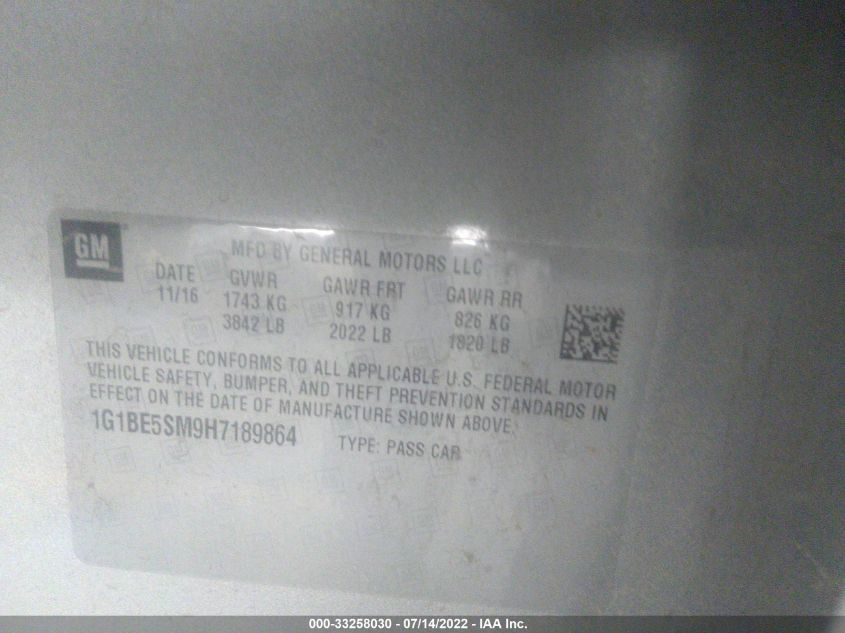 GM
MFD BY GENERAL MOTORS LLC
DATE GVWR GAWR FRT GAWR RR
11/16 1743 KG 917 KG 826 KG
3842 LB 2022 LB 1820 LB
THIS VEHICLE CONFORMS TO ALL APPLICABLE U.S. FEDERAL MOTOR
VEHICLE SAFETY, BUMPER, AND THEFT PREVENTION STANDARDS IN
EFFECT ON THE DATE OF MANUFACTURE SHOWN ABOVE.
1G1BE5SM9H7189864 TYPE: PASS CAR
000-33258030 - 07/14/2022 - IAA Inc.